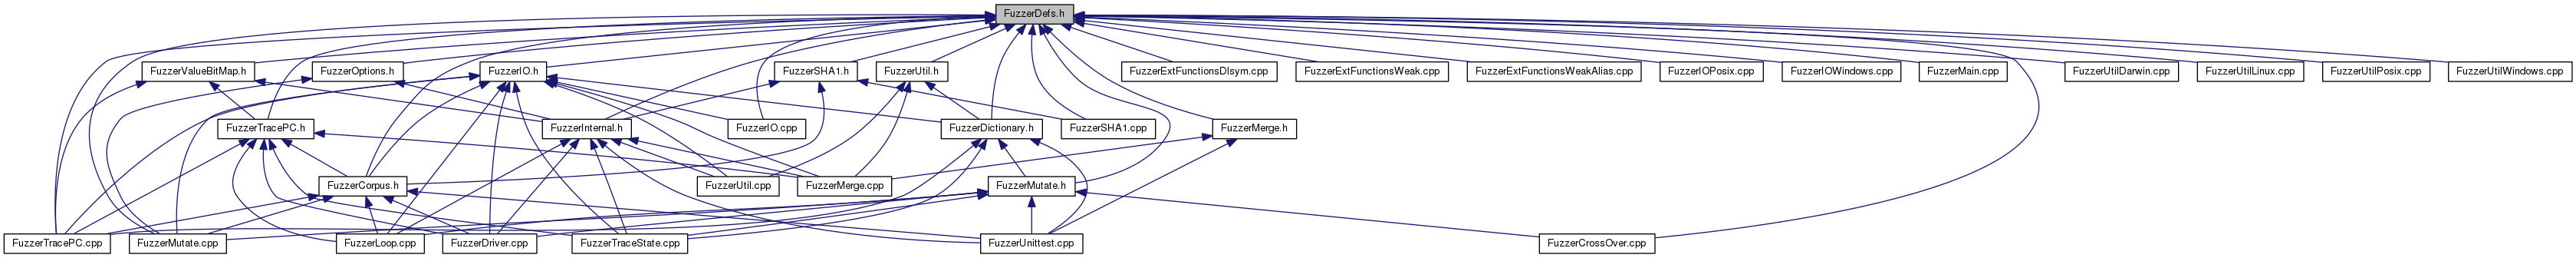 FuzzerDefs.h
FuzzerValueBitMap.h
FuzzerOptions.h
FuzzerIO.h
FuzzerSHA1.h
FuzzerUtil.h
FuzzerExtFunctionsDlsym.cpp
FuzzerExtFunctionsWeak.cpp
FuzzerExtFunctionsWeakAlias.cpp
FuzzerIOPosix.cpp
FuzzerIOWindows.cpp
FuzzerMain.cpp
FuzzerUtilDarwin.cpp
FuzzerUtilLinux.cpp
FuzzerUtilPosix.cpp
FuzzerUtilWindows.cpp
FuzzerTracePC.h
FuzzerInternal.h
FuzzerIO.cpp
FuzzerDictionary.h
FuzzerSHA1.cpp
FuzzerMerge.h
FuzzerCorpus.h
FuzzerUtil.cpp
FuzzerMerge.cpp
FuzzerMutate.h
FuzzerTracePC.cpp
FuzzerMutate.cpp
FuzzerLoop.cpp
FuzzerDriver.cpp
FuzzerTraceState.cpp
FuzzerUnittest.cpp
FuzzerCrossOver.cpp